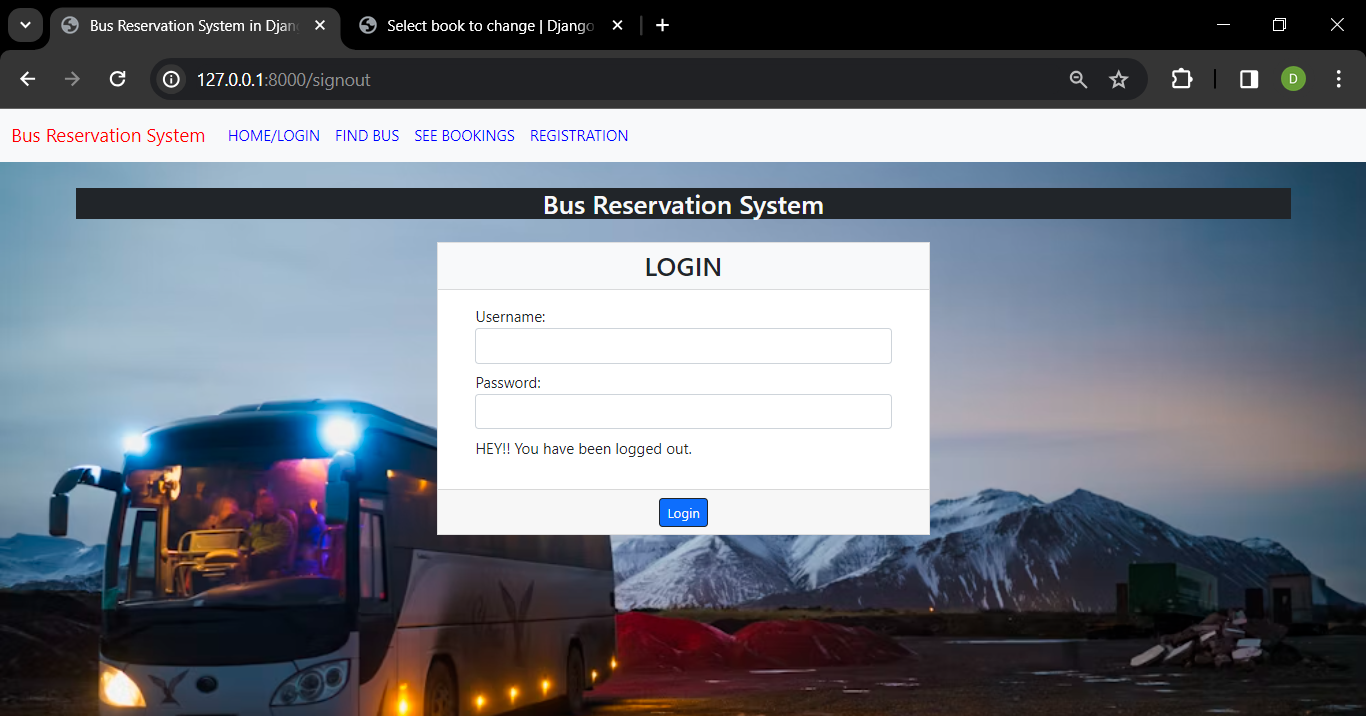 Bus Reservation System in Djan
Select book to change | Django
127.0.0.1:8000/signout
D
Bus Reservation System HOME/LOGIN FIND BUS SEE BOOKINGS REGISTRATION
Bus Reservation System
LOGIN
Username:
Password:
HEY!! You have been logged out.
Login